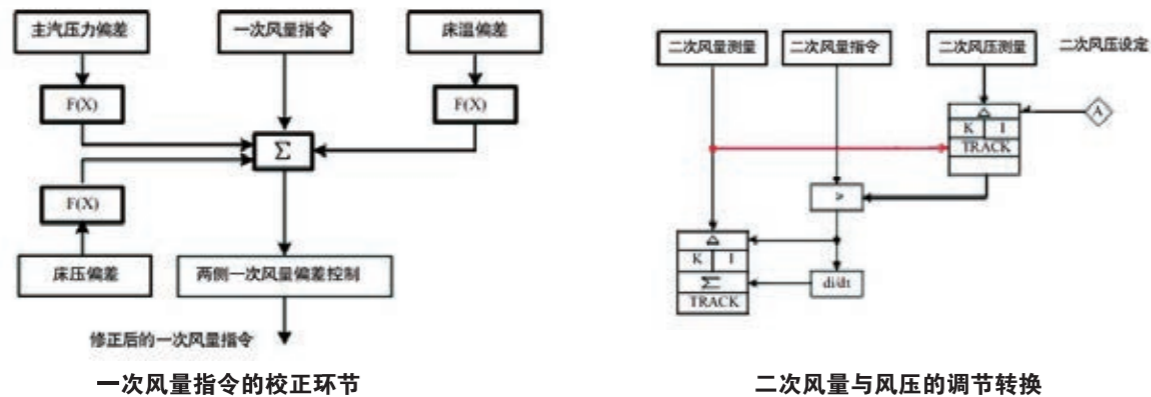 主汽压力偏差
一次风量指令
床温偏差
F(X)
F(X)
Σ
F(X)
床压偏差
两侧一次风量偏差控制
修正后的一次风量指令
一次风量指令的校正环节
二次风量测量
二次风量指令
二次风压测量
二次风压设定
△
A
K I
TRACK
>
△
K I
Σ
TRACK
di/dt
二次风量与风压的调节转换